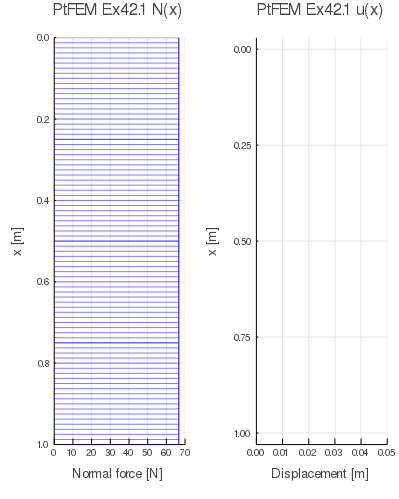 PtFEM Ex42.1 N(x)
0.0
0.2
0.4
0.6
0.8
1.0
x [m]
0 10 20 30 40 50 60 70
Normal force [N]
PtFEM Ex42.1 u(x)
0.00
0.25
0.50
0.75
1.00
x [m]
0.00 0.01 0.02 0.03 0.04 0.05
Displacement [m]